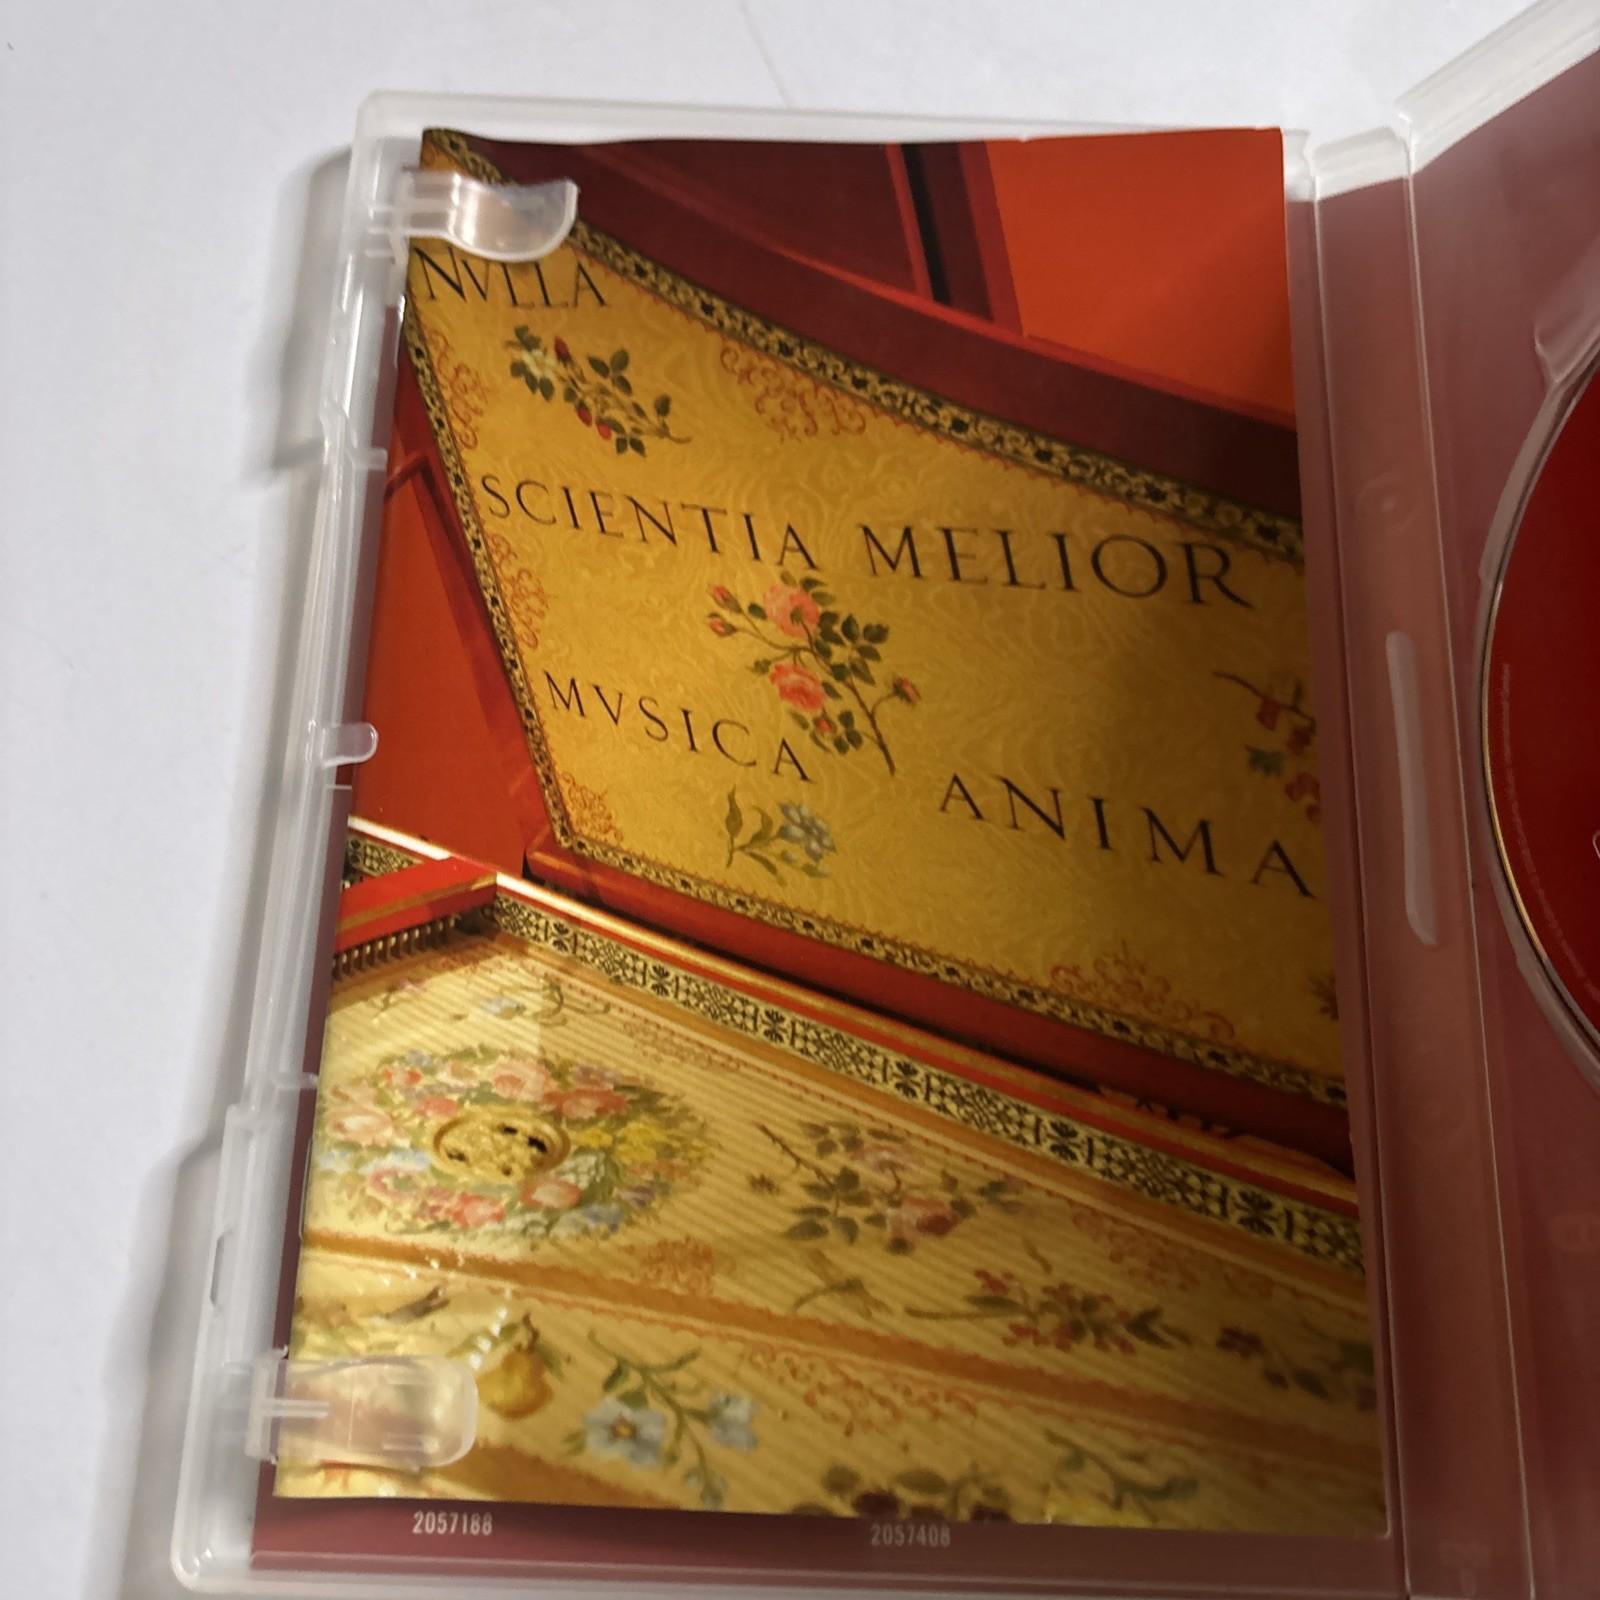 NVLLA
SCIENTIA MELIOR
MVSICA ANIMA
2057188 2057408